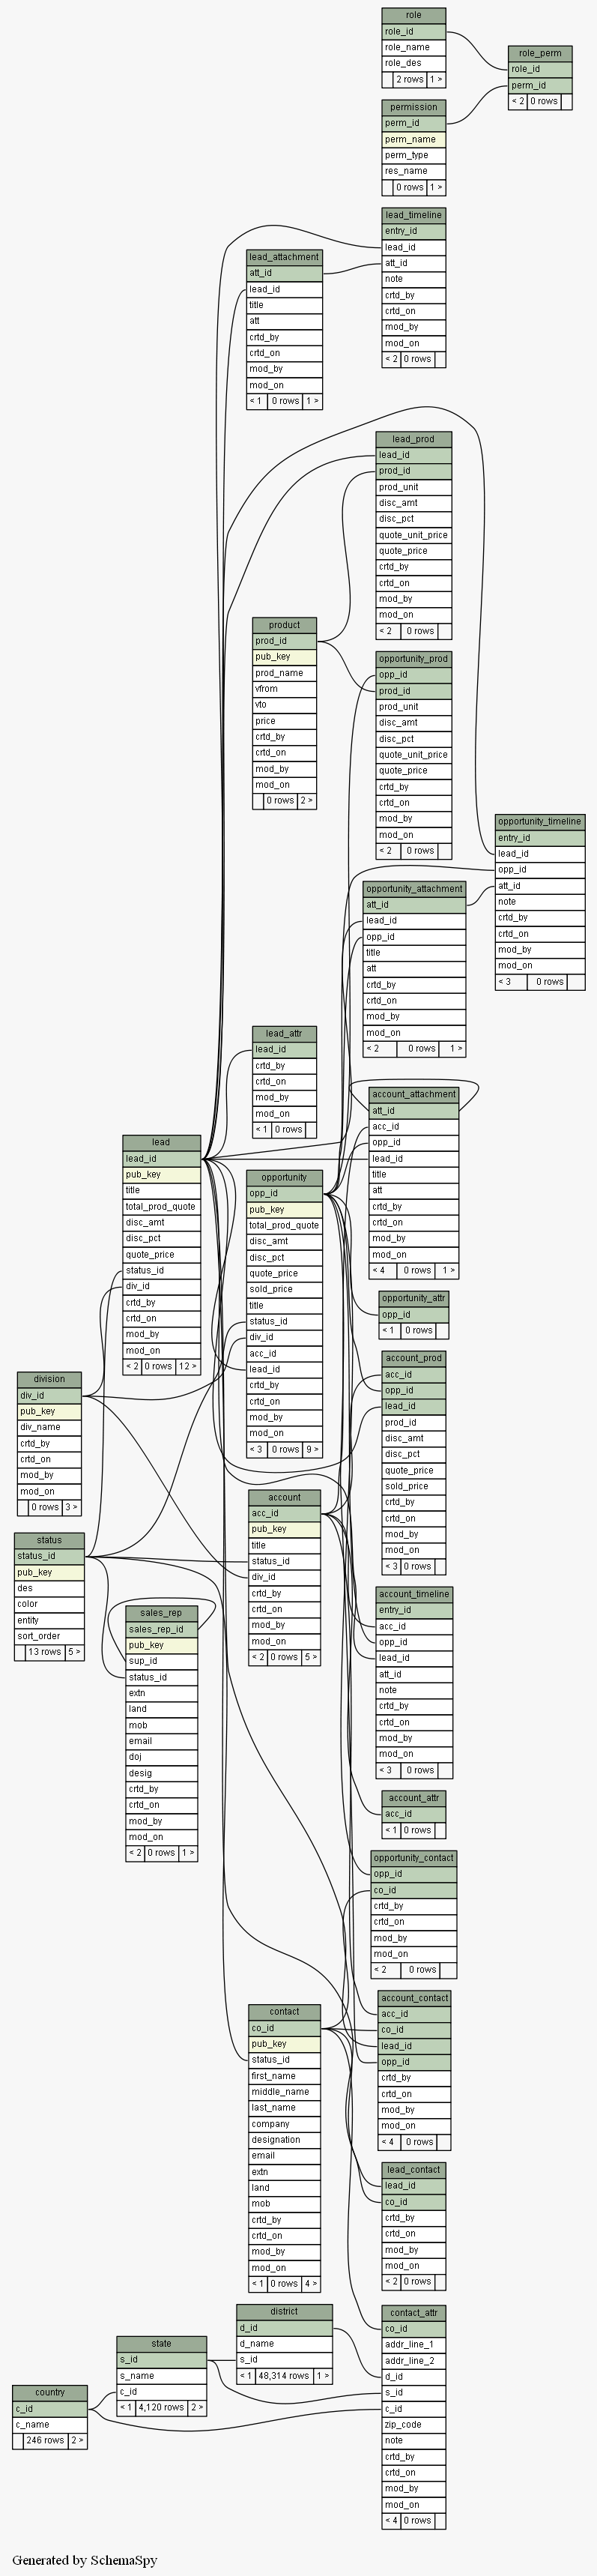 role
role_id
role_name
role_des
2 rows 1 >
role_perm
role_id
perm_id
< 2 0 rows
permission
perm_id
perm_name
perm_type
res_name
0 rows 1 >
lead_timeline
entry_id
lead_id
att_id
note
crtd_by
crtd_on
mod_by
mod_on
< 2 0 rows
lead_attachment
att_id
lead_id
title
att
crtd_by
crtd_on
mod_by
mod_on
< 1 0 rows 1 >
lead_prod
lead_id
prod_id
prod_unit
disc_amt
disc_pct
quote_unit_price
quote_price
crtd_by
crtd_on
mod_by
mod_on
< 2 0 rows
product
prod_id
pub_key
prod_name
vfrom
vto
price
crtd_by
crtd_on
mod_by
mod_on
0 rows 2 >
opportunity_prod
opp_id
prod_id
prod_unit
disc_amt
disc_pct
quote_unit_price
quote_price
crtd_by
crtd_on
mod_by
mod_on
< 2 0 rows
opportunity_timeline
entry_id
lead_id
opp_id
att_id
note
crtd_by
crtd_on
mod_by
mod_on
< 3 0 rows
opportunity_attachment
att_id
lead_id
opp_id
title
att
crtd_by
crtd_on
mod_by
mod_on
< 2 0 rows 1 >
lead_attr
lead_id
crtd_by
crtd_on
mod_by
mod_on
< 1 0 rows
account_attachment
att_id
acc_id
opp_id
lead_id
title
att
crtd_by
crtd_on
mod_by
mod_on
< 4 0 rows 1 >
lead
lead_id
pub_key
title
total_prod_quote
disc_amt
disc_pct
quote_price
status_id
div_id
crtd_by
crtd_on
mod_by
mod_on
< 2 0 rows 12 >
opportunity
opp_id
pub_key
total_prod_quote
disc_amt
disc_pct
quote_price
sold_price
title
status_id
div_id
acc_id
lead_id
crtd_by
crtd_on
mod_by
mod_on
< 3 0 rows 9 >
opportunity_attr
opp_id
< 1 0 rows
account_prod
acc_id
opp_id
lead_id
prod_id
disc_amt
disc_pct
quote_price
sold_price
crtd_by
crtd_on
mod_by
mod_on
< 3 0 rows
division
div_id
pub_key
div_name
crtd_by
crtd_on
mod_by
mod_on
0 rows 3 >
account
acc_id
pub_key
title
status_id
div_id
crtd_by
crtd_on
mod_by
mod_on
< 2 0 rows 5 >
status
status_id
pub_key
des
color
entity
sort_order
13 rows 5 >
account_timeline
entry_id
acc_id
opp_id
lead_id
att_id
note
crtd_by
crtd_on
mod_by
mod_on
< 3 0 rows
sales_rep
sales_rep_id
pub_key
sup_id
status_id
extn
land
mob
email
doj
desig
crtd_by
crtd_on
mod_by
mod_on
< 2 0 rows 1 >
account_attr
acc_id
< 1 0 rows
opportunity_contact
opp_id
co_id
crtd_by
crtd_on
mod_by
mod_on
< 2 0 rows
account_contact
acc_id
co_id
lead_id
opp_id
crtd_by
crtd_on
mod_by
mod_on
< 4 0 rows
contact
co_id
pub_key
status_id
first_name
middle_name
last_name
company
designation
email
extn
land
mob
crtd_by
crtd_on
mod_by
mod_on
< 1 0 rows 4 >
lead_contact
lead_id
co_id
crtd_by
crtd_on
mod_by
mod_on
< 2 0 rows
district
d_id
d_name
s_id
< 1 48,314 rows 1 >
contact_attr
co_id
addr_line_1
addr_line_2
d_id
s_id
c_id
zip_code
note
crtd_by
crtd_on
mod_by
mod_on
< 4 0 rows
state
s_id
s_name
c_id
< 1 4,120 rows 2 >
country
c_id
c_name
246 rows 2 >
Generated by SchemaSpy